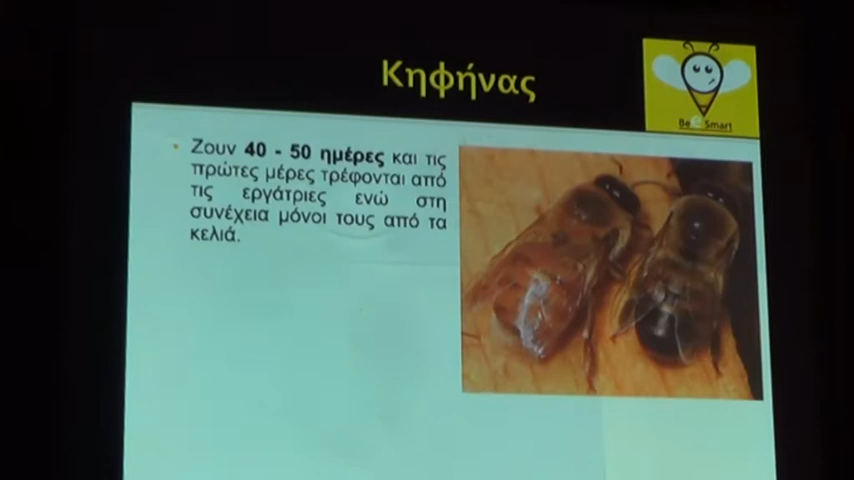 Κηφήνας
Bee Smart
Ζουν 40 - 50 ημέρες και τις
πρώτες μέρες τρέφονται από
τις εργάτριες ενώ στη
συνέχεια μόνοι τους από τα
κελιά.